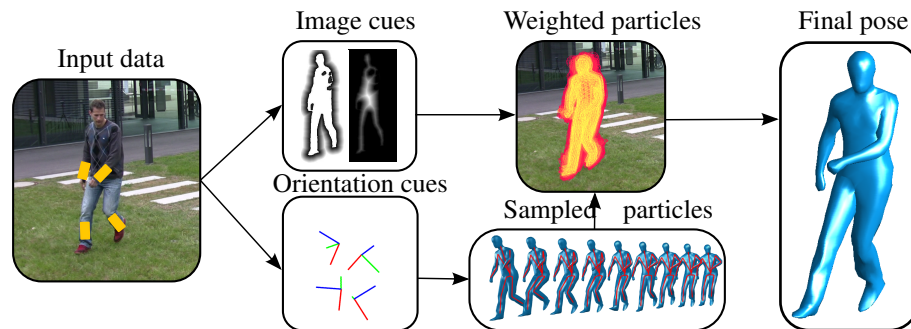 Input data
Image cues
Weighted particles
Final pose
Orientation cues
Sampled particles